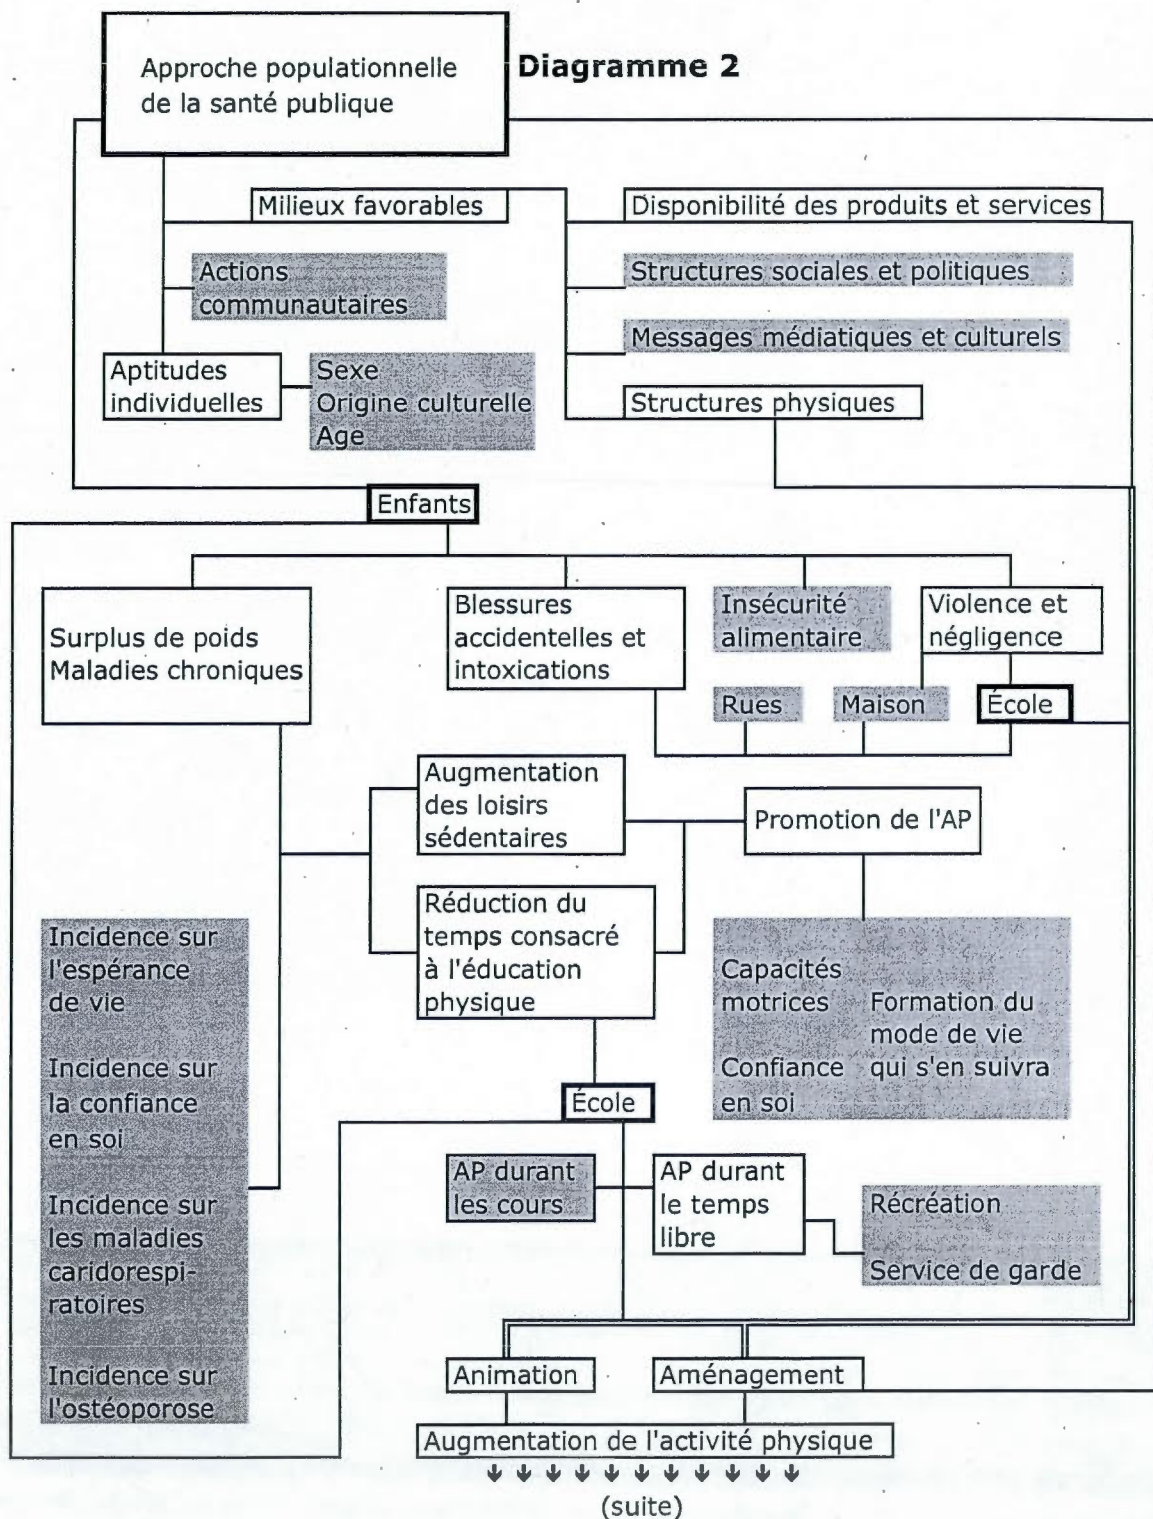 Approche populationnelle
de la santé publique
Diagramme 2
Milieux favorables
Disponibilité des produits et services
Actions
communautaires
Structures sociales et politiques
Messages médiatiques et culturels
Aptitudes
individuelles
Sexe
Origine culturelle
Age
Structures physiques
Enfants
Surplus de poids
Maladies chroniques
Blessures
accidentelles et
intoxications
Insécurité
alimentaire
Violence et
négligence
Rues
Maison
École
Augmentation
des loisirs
sédentaires
Promotion de l'AP
Réduction du
temps consacré
à l'éducation
physique
Incidence sur
l'espérance
de vie
Incidence sur
la confiance
en soi
Incidence sur
les maladies
caridorespi-
ratoires
Incidence sur
l'ostéoporose
Capacités
motrices
Confiance
en soi
Formation du
mode de vie
qui s'en suivra
École
AP durant
les cours
AP durant
le temps
libre
Récréation
Service de garde
Animation
Aménagement
Augmentation de l'activité physique
(suite)